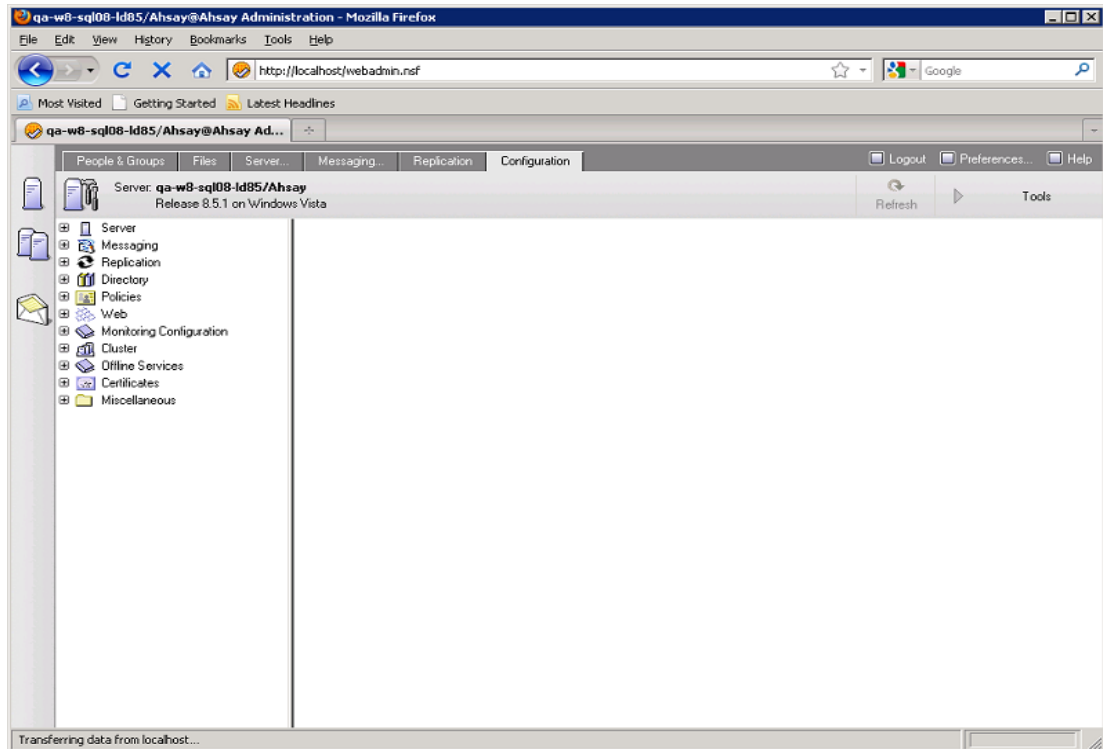 qa-w8-sql08-ld85/Ahsay@Ahsay Administration - Mozilla Firefox
File Edit View History Bookmarks Tools Help
http://localhost/webadmin.nsf
Google
Most Visited Getting Started Latest Headlines
qa-w8-sql08-ld85/Ahsay@Ahsay Ad...
People & Groups Files Server... Messaging... Replication Configuration Logout Preferences... Help
Server: qa-w8-sql08-ld85/Ahsay
Release 8.5.1 on Windows Vista
Refresh Tools
Server
Messaging
Replication
Directory
Policies
Web
Monitoring Configuration
Cluster
Offline Services
Certificates
Miscellaneous
Transferring data from localhost...